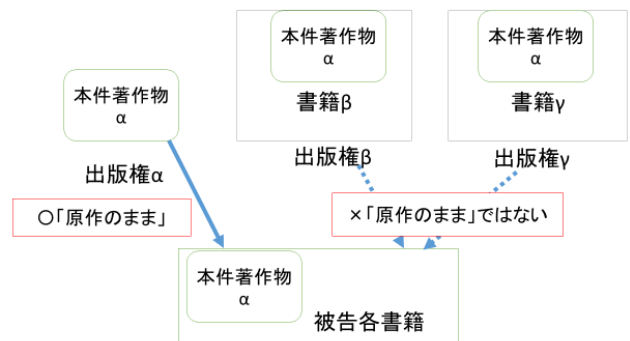 本件著作物
α
書籍β
本件著作物
α
書籍γ
本件著作物
α
出版権β
出版権γ
出版権α
〇「原作のまま」
×「原作のまま」ではない
本件著作物
α
被告各書籍